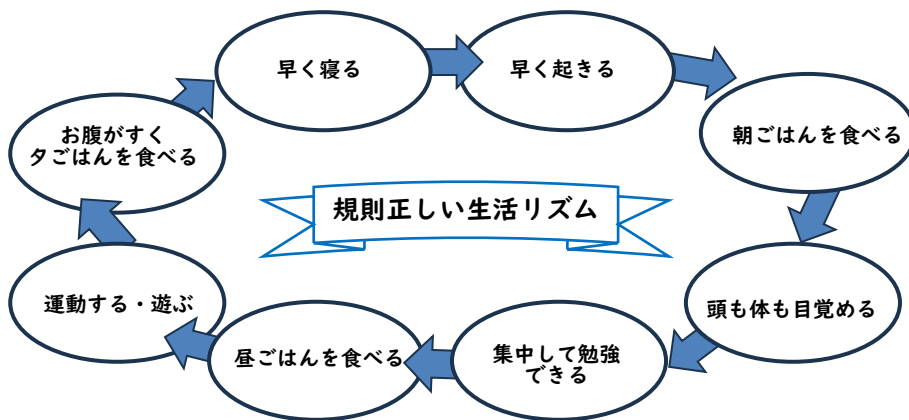 早く寝る
早く起きる
朝ごはんを食べる
頭も体も目覚める
集中して勉強
できる
昼ごはんを食べる
運動する・遊ぶ
お腹がすく
夕ごはんを食べる
規則正しい生活リズム